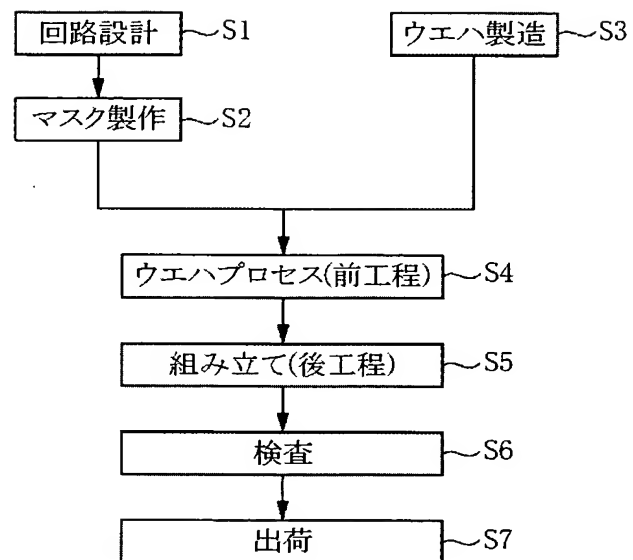 回路設計 S1
ウエハ製造 S3
マスク製作 S2
ウエハプロセス(前工程) S4
組み立て(後工程) S5
検査 S6
出荷 S7